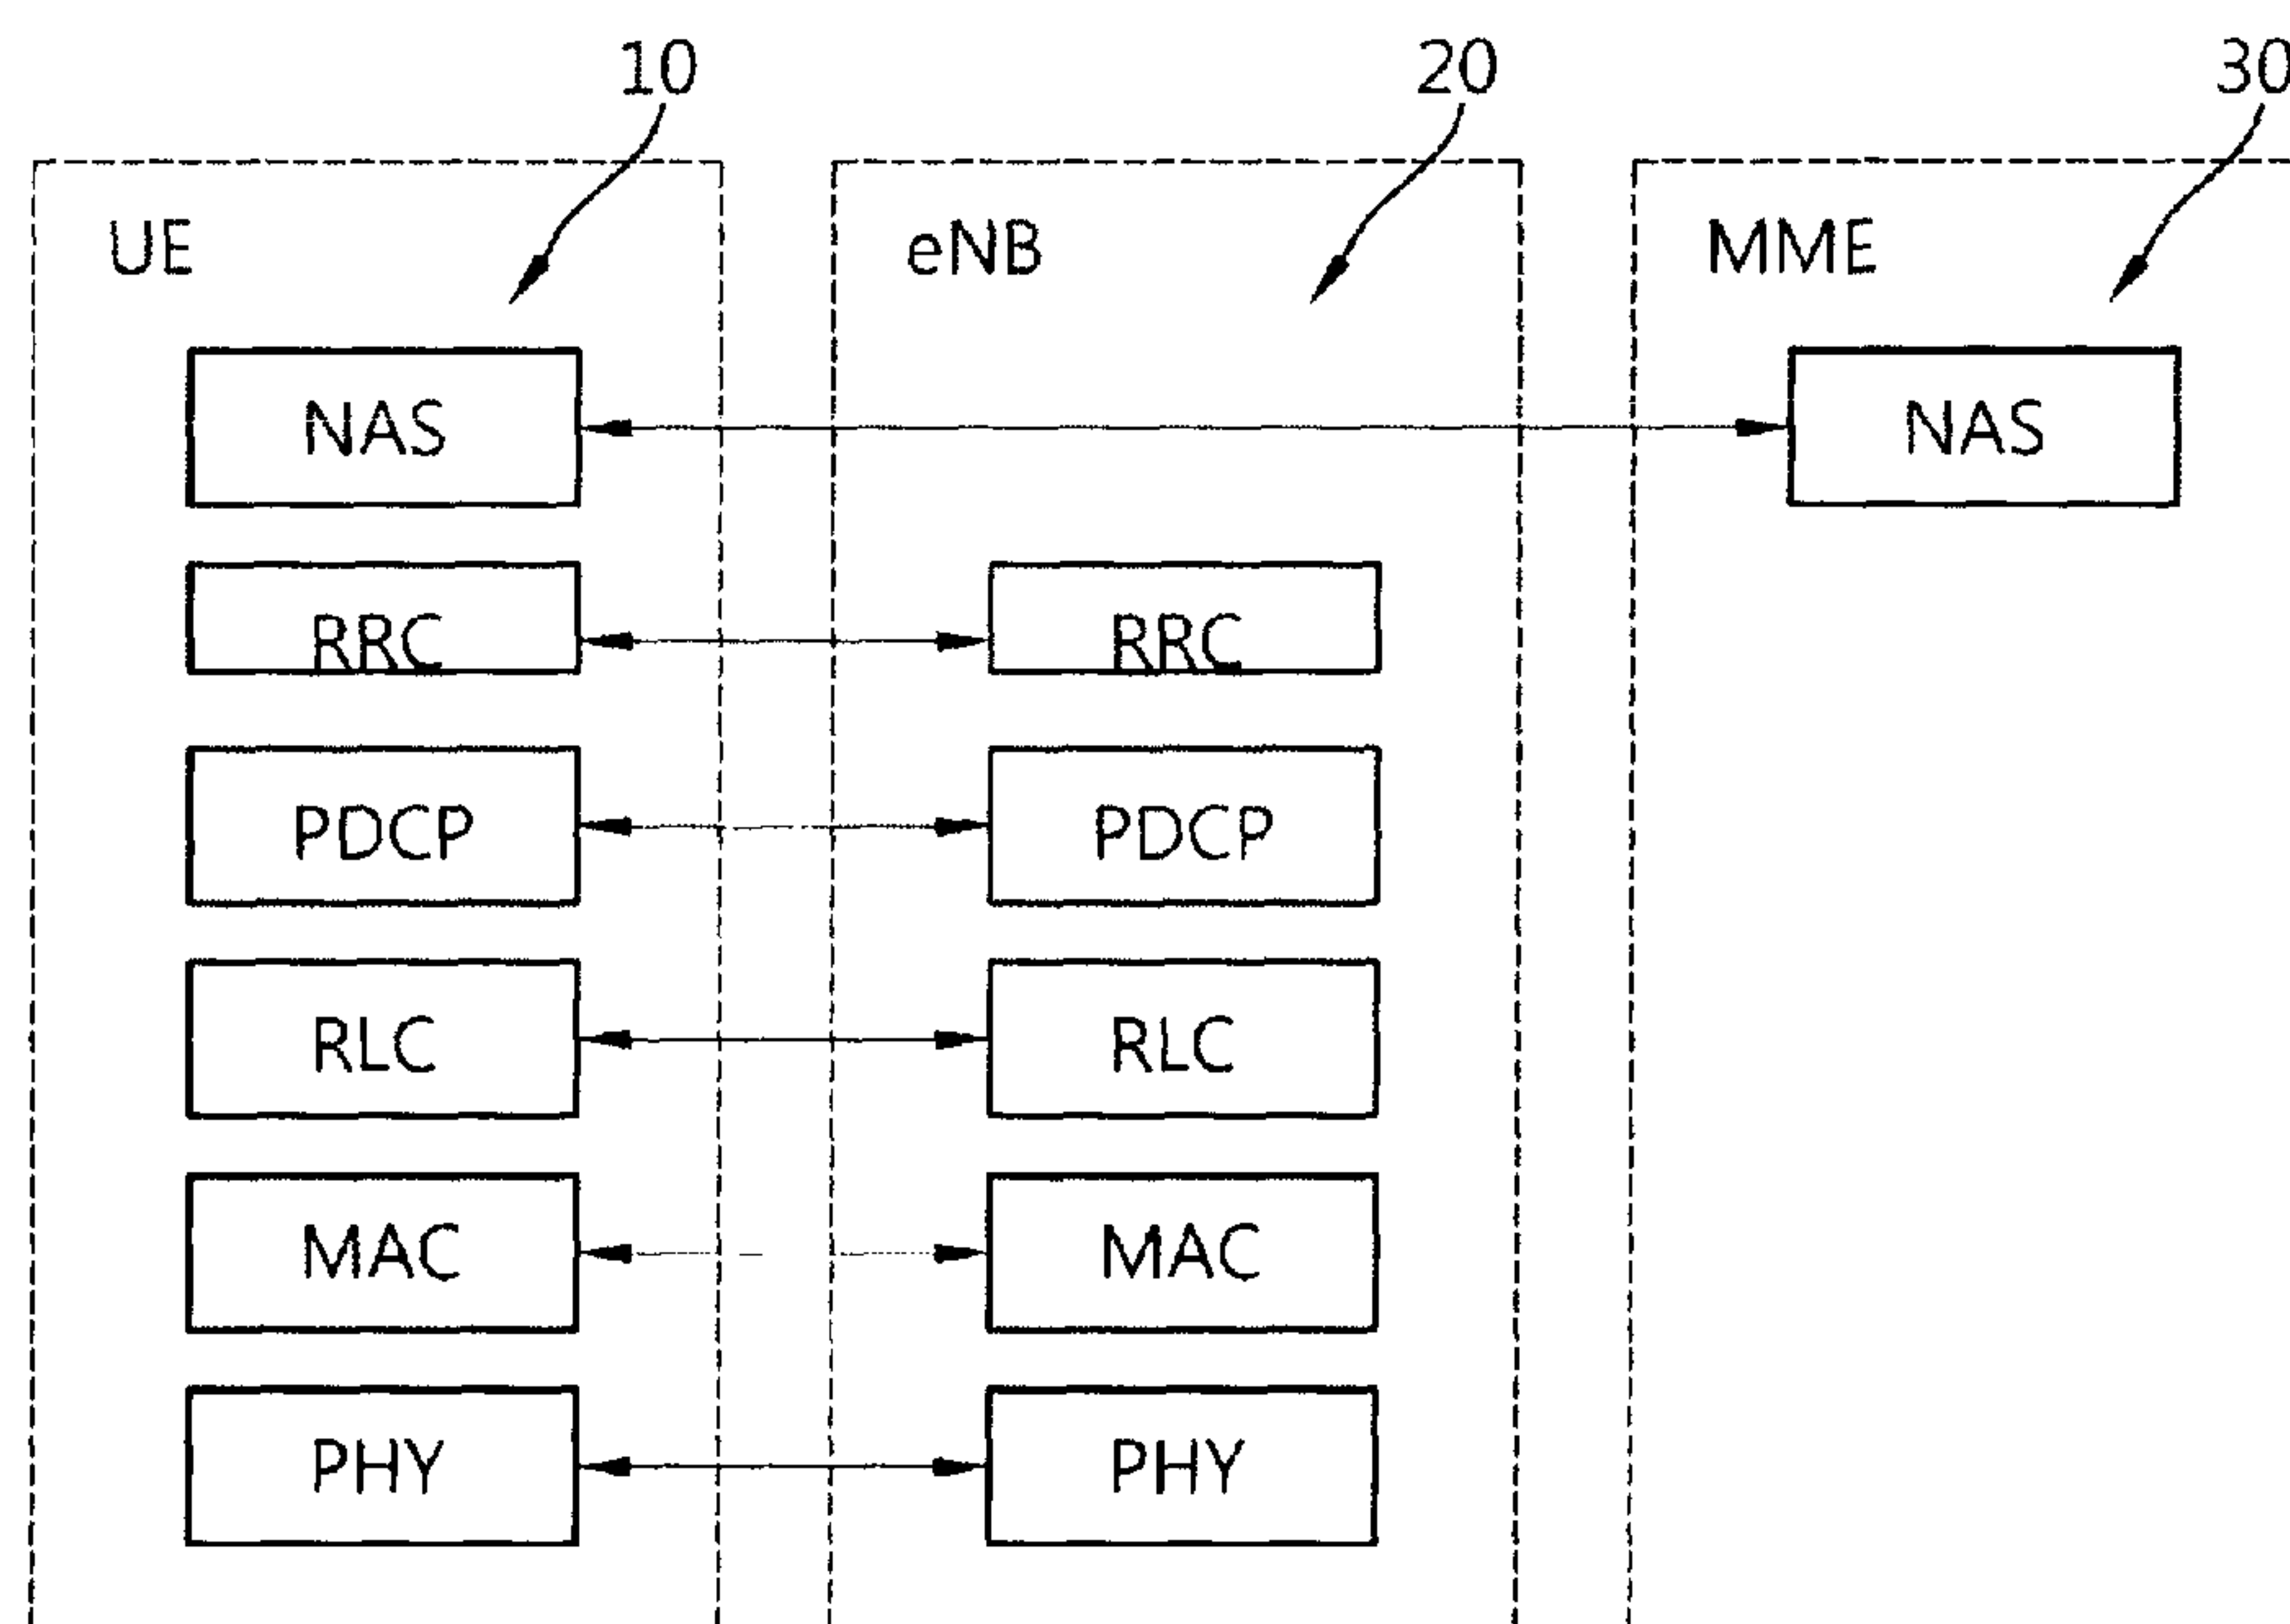 10 20 30
UE eNB MME
NAS NAS
RRC RRC
PDCP PDCP
RLC RLC
MAC MAC
PHY PHY